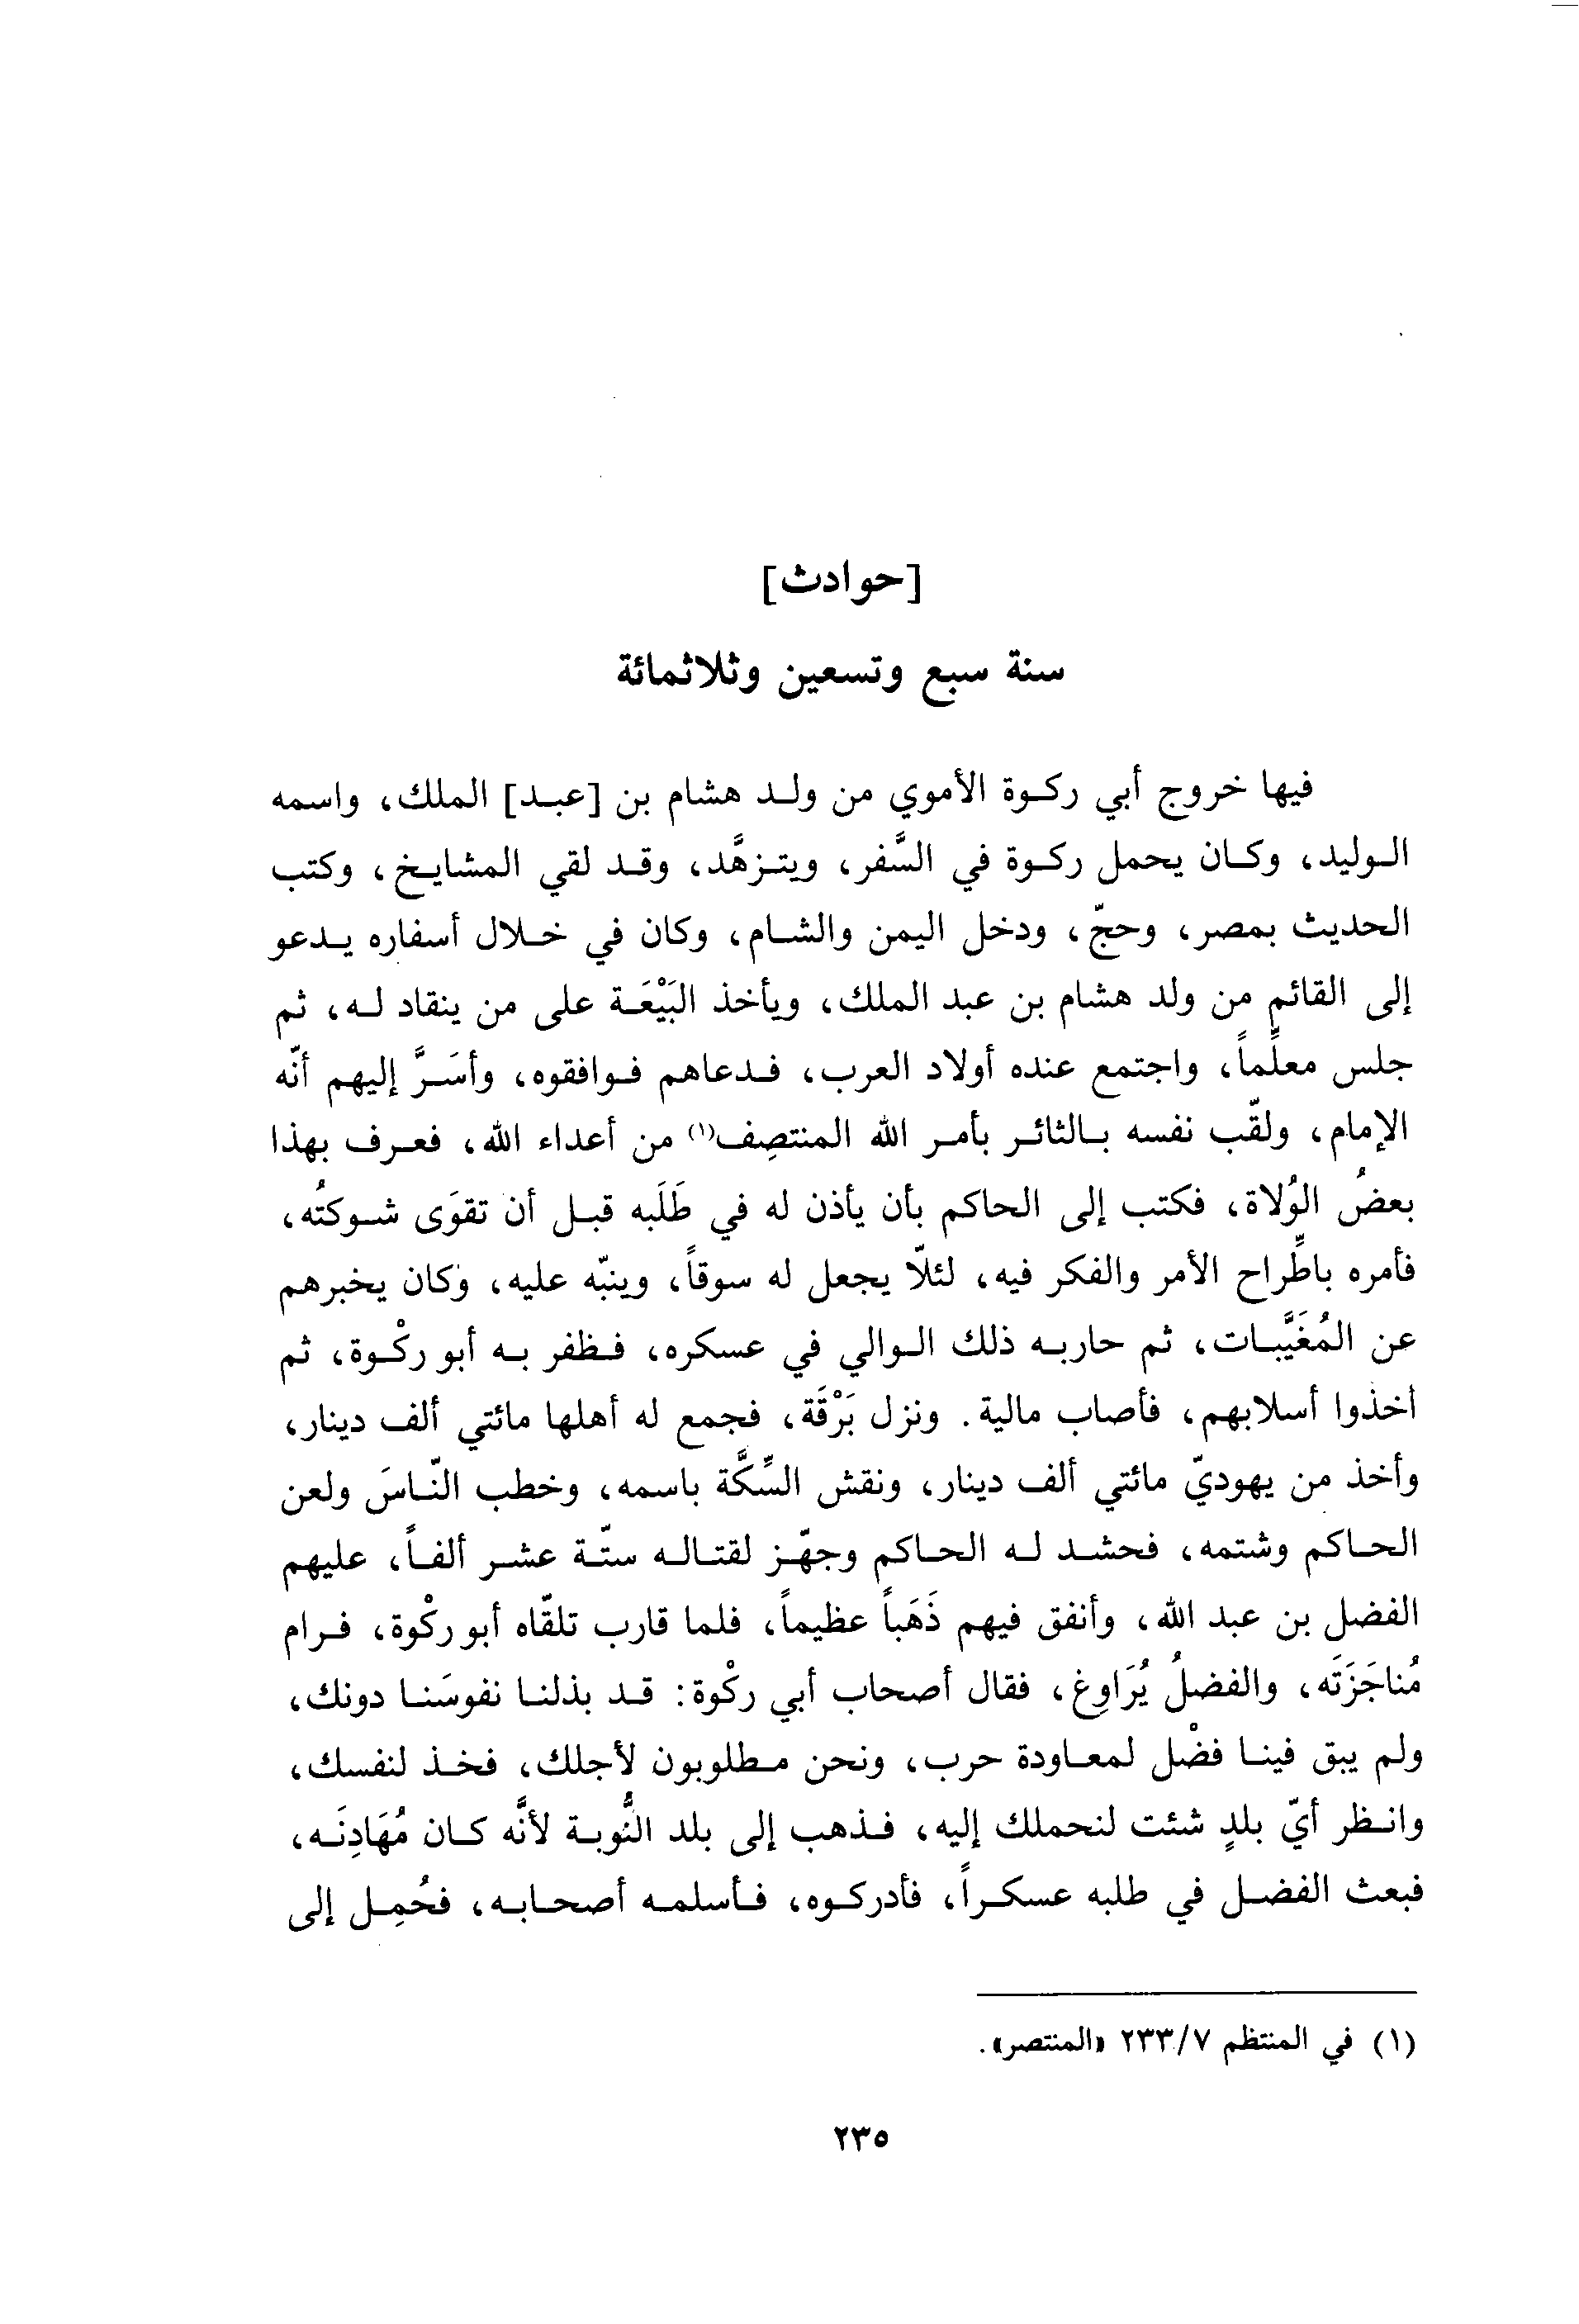 [حوادث]
سنة سبع وتسعين وثلاثمائة
فيها خروج أبي ركوة الأموي من ولد هشام بن [عبد] الملك، واسمه
الوليد، وكان يحمل ركوة في السَّفر، ويتزهَّد، وقد لقي المشايخ، وكتب
الحديث بمصر، وحجّ، ودخل اليمن والشام، وكان في خلال أسفاره يدعو
إلى القائم من ولد هشام بن عبد الملك، ويأخذ البَيْعَة على من ينقاد له، ثم
جلس معلِّماً، واجتمع عنده أولاد العرب، فدعاهم فوافقوه، وأسَرَّ إليهم أنّه
الإمام، ولقّب نفسه بالثائر بأمر الله المنتصِف(١) من أعداء الله، فعرف بهذا
بعضُ الوُلاة، فكتب إلى الحاكم بأن يأذن له في طَلَبه قبل أن تقوَى شوكتُه،
فأمره باطِّراح الأمر والفكر فيه، لئلّا يجعل له سوقاً، وينبّه عليه، وكان يخبرهم
عن المُغَيَّبات، ثم حاربه ذلك الوالي في عسكره، فظفر به أبو ركْوة، ثم
أخذوا أسلابهم، فأصاب مالية. ونزل بَرْقَة، فجمع له أهلها مائتي ألف دينار،
وأخذ من يهوديّ مائتي ألف دينار، ونقش السِّكَّة باسمه، وخطب النّاسَ ولعن
الحاكم وشتمه، فحشد له الحاكم وجهّز لقتاله ستّة عشر ألفاً، عليهم
الفضل بن عبد الله، وأنفق فيهم ذَهَباً عظيماً، فلما قارب تلقّاه أبو ركْوة، فرام
مُناجَزَتَه، والفضلُ يُرَاوِغ، فقال أصحاب أبي ركْوة: قد بذلنا نفوسَنا دونك،
ولم يبق فينا فضْل لمعاودة حرب، ونحن مطلوبون لأجلك، فخذ لنفسك،
وانظر أيّ بلدٍ شئت لنحملك إليه، فذهب إلى بلد النُّوبة لأنَّه كان مُهَادِنَه،
فبعث الفضل في طلبه عسكراً، فأدركوه، فأسلمه أصحابه، فحُمِل إلى
(١) في المنتظم ٧/٢٣٣ «المنتصر».
٢٣٥